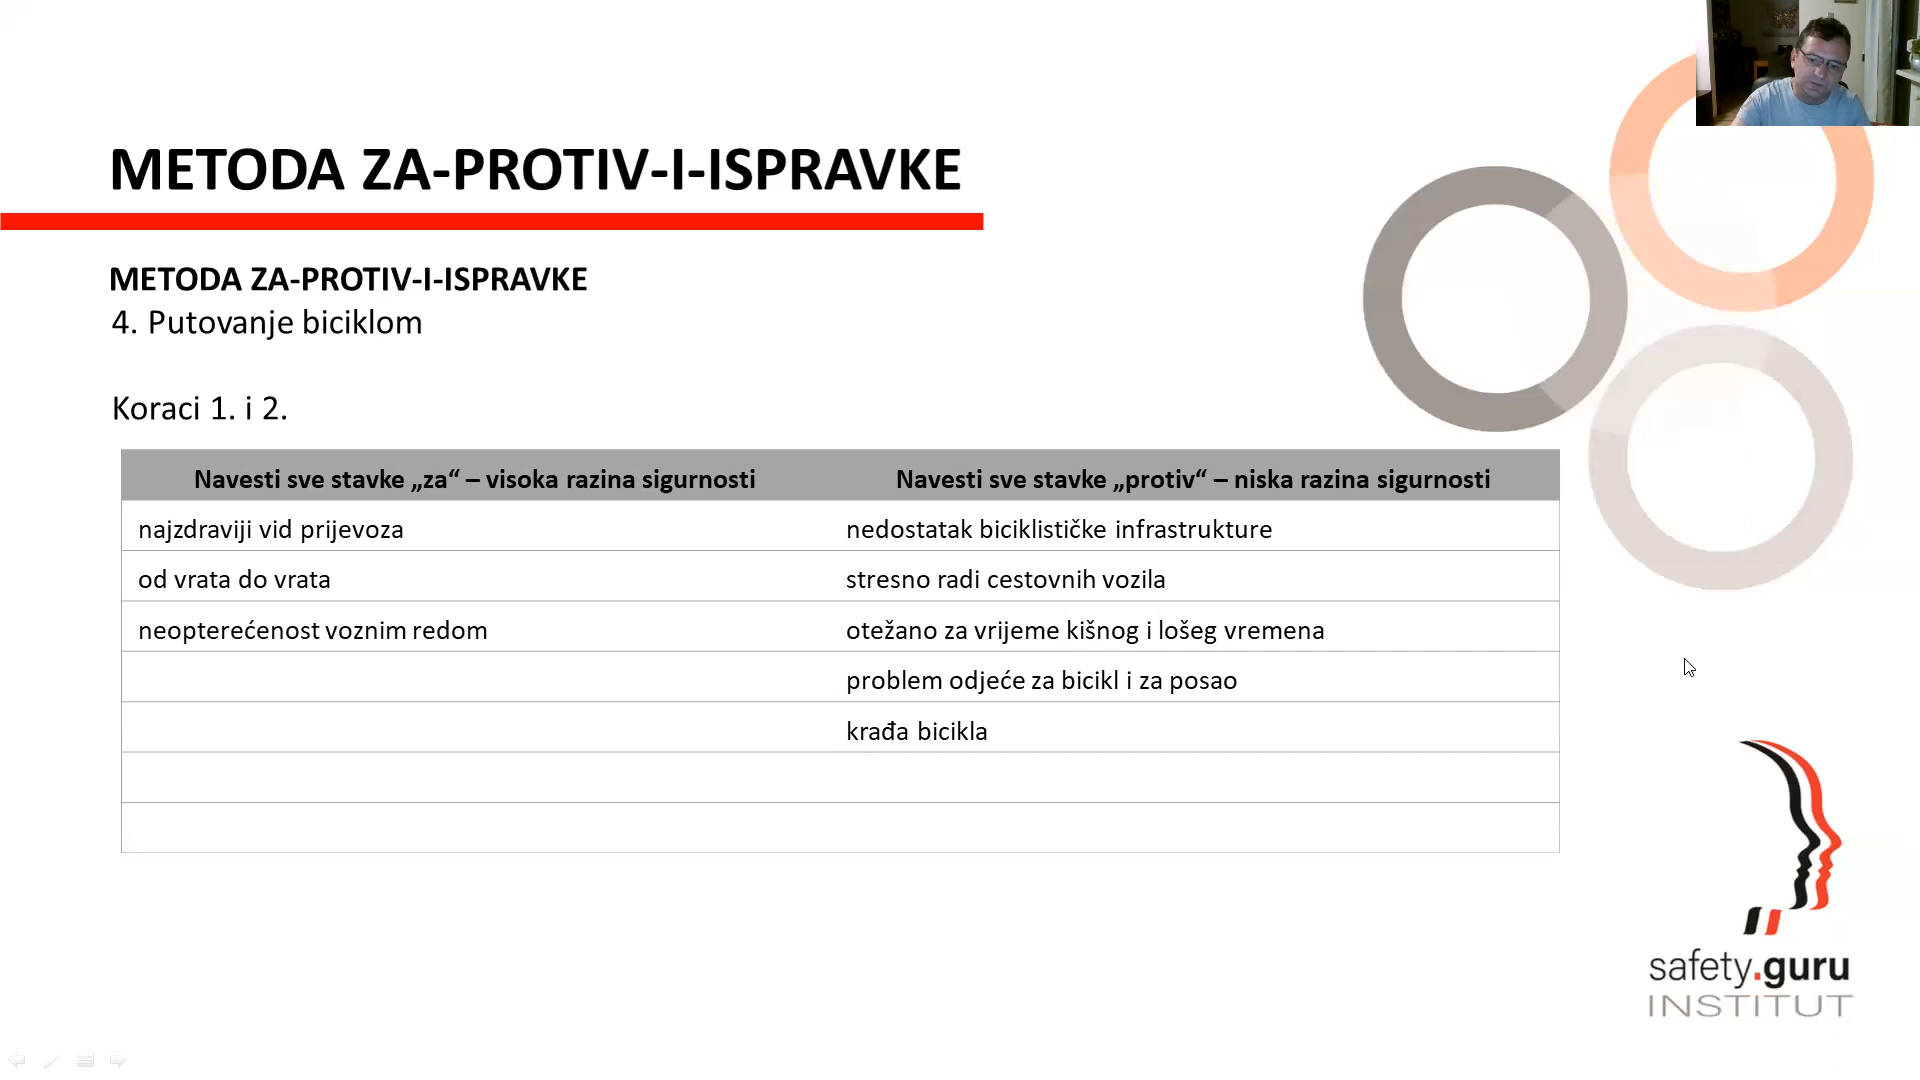 METODA ZA-PROTIV-I-ISPRAVKE
METODA ZA-PROTIV-I-ISPRAVKE
4. Putovanje biciklom
Koraci 1. i 2.
Navesti sve stavke „za“ – visoka razina sigurnosti
Navesti sve stavke „protiv“ – niska razina sigurnosti
najzdraviji vid prijevoza
nedostatak biciklističke infrastrukture
od vrata do vrata
stresno radi cestovnih vozila
neopterećenost voznim redom
otežano za vrijeme kišnog i lošeg vremena
problem odjeće za bicikl i za posao
krađa bicikla
safety.guru
INSTITUT